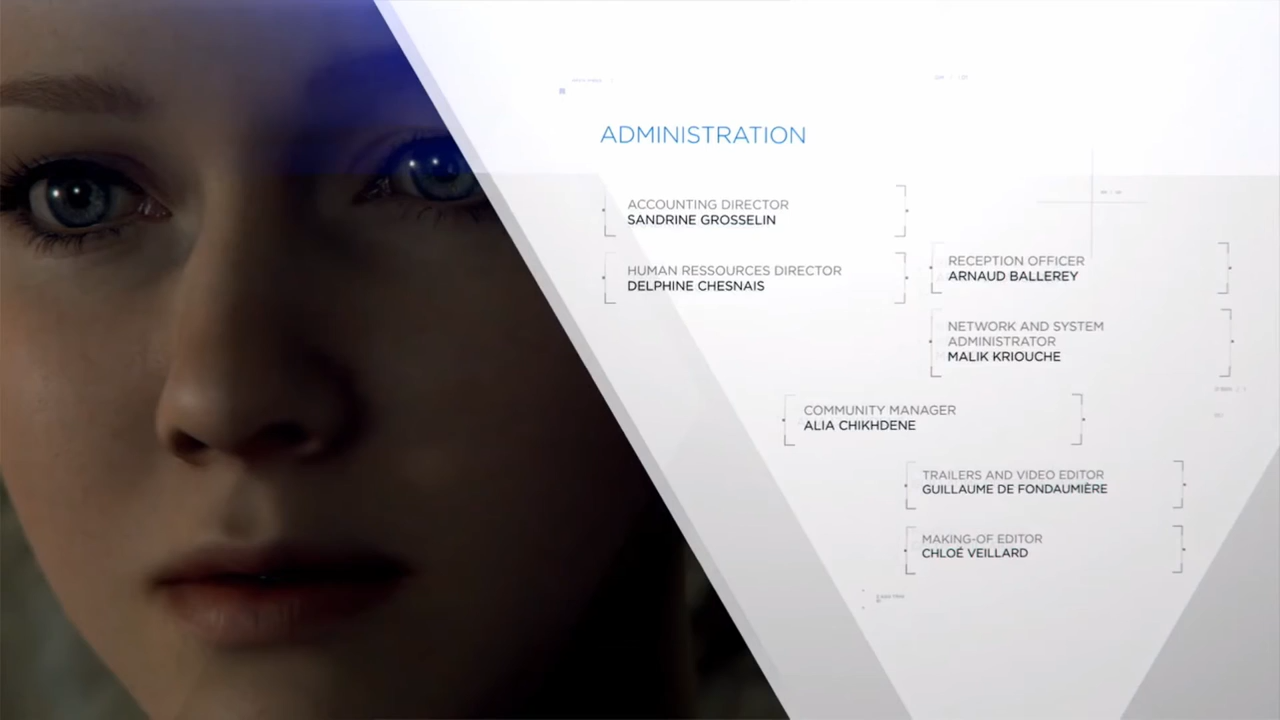 ADMINISTRATION
ACCOUNTING DIRECTOR
SANDRINE GROSSELIN
HUMAN RESSOURCES DIRECTOR
DELPHINE CHESNAIS
RECEPTION OFFICER
ARNAUD BALLEREY
NETWORK AND SYSTEM
ADMINISTRATOR
MALIK KRIOUCHE
COMMUNITY MANAGER
ALIA CHIKHDENE
TRAILERS AND VIDEO EDITOR
GUILLAUME DE FONDAUMIÈRE
MAKING-OF EDITOR
CHLOÉ VEILLARD